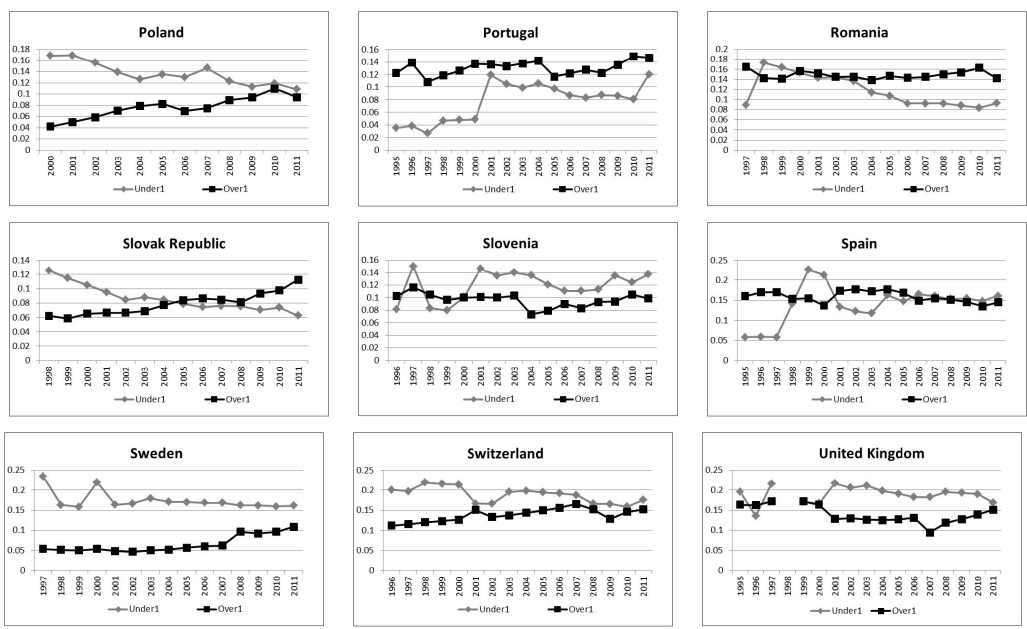 Poland
0.18
0.16
0.14
0.12
0.1
0.08
0.06
0.04
0.02
0
2000 2001 2002 2003 2004 2005 2006 2007 2008 2009 2010 2011
Under1 Over1
Portugal
0.16
0.14
0.12
0.1
0.08
0.06
0.04
0.02
0
1995 1996 1997 1998 1999 2000 2001 2002 2003 2004 2005 2006 2007 2008 2009 2010 2011
Under1 Over1
Romania
0.2
0.18
0.16
0.14
0.12
0.1
0.08
0.06
0.04
0.02
0
1997 1998 1999 2000 2001 2002 2003 2004 2005 2006 2007 2008 2009 2010 2011
Under1 Over1
Slovak Republic
0.14
0.12
0.1
0.08
0.06
0.04
0.02
0
1998 1999 2000 2001 2002 2003 2004 2005 2006 2007 2008 2009 2010 2011
Under1 Over1
Slovenia
0.16
0.14
0.12
0.1
0.08
0.06
0.04
0.02
0
1996 1997 1998 1999 2000 2001 2002 2003 2004 2005 2006 2007 2008 2009 2010 2011
Under1 Over1
Spain
0.25
0.2
0.15
0.1
0.05
0
1995 1996 1997 1998 1999 2000 2001 2002 2003 2004 2005 2006 2007 2008 2009 2010 2011
Under1 Over1
Sweden
0.25
0.2
0.15
0.1
0.05
0
1997 1998 1999 2000 2001 2002 2003 2004 2005 2006 2007 2008 2009 2010 2011
Under1 Over1
Switzerland
0.25
0.2
0.15
0.1
0.05
0
1996 1997 1998 1999 2000 2001 2002 2003 2004 2005 2006 2007 2008 2009 2010 2011
Under1 Over1
United Kingdom
0.25
0.2
0.15
0.1
0.05
0
1995 1996 1997 1998 1999 2000 2001 2002 2003 2004 2005 2006 2007 2008 2009 2010 2011
Under1 Over1